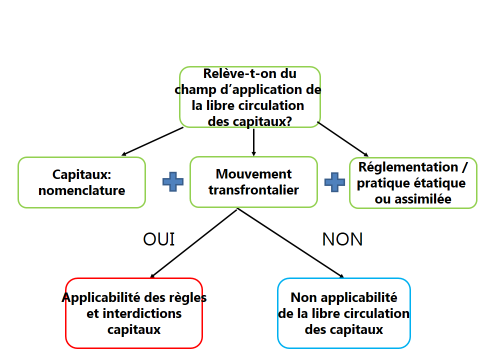 Relève-t-on du
champ d'application de
la libre circulation
des capitaux?
Capitaux:
nomenclature
Mouvement
transfrontalier
Réglementation /
pratique étatique
ou assimilée
OUI
NON
Applicabilité des règles
et interdictions
capitaux
Non applicabilité
de la libre circulation
des capitaux